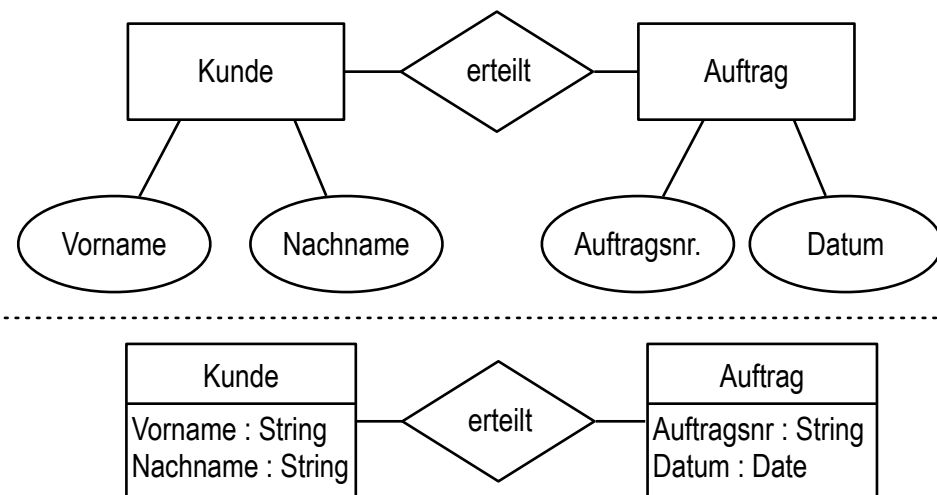 Kunde
erteilt
Auftrag
Vorname
Nachname
Auftragsnr.
Datum
Kunde
Vorname : String
Nachname : String
erteilt
Auftrag
Auftragsnr : String
Datum : Date